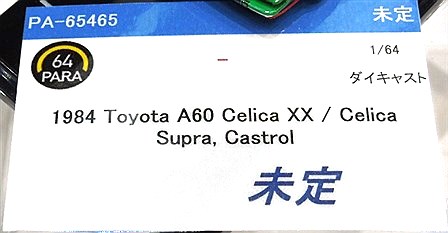 PA-65465 未定
64
PARA
–
1/64
ダイキャスト
1984 Toyota A60 Celica XX / Celica
Supra, Castrol
未定